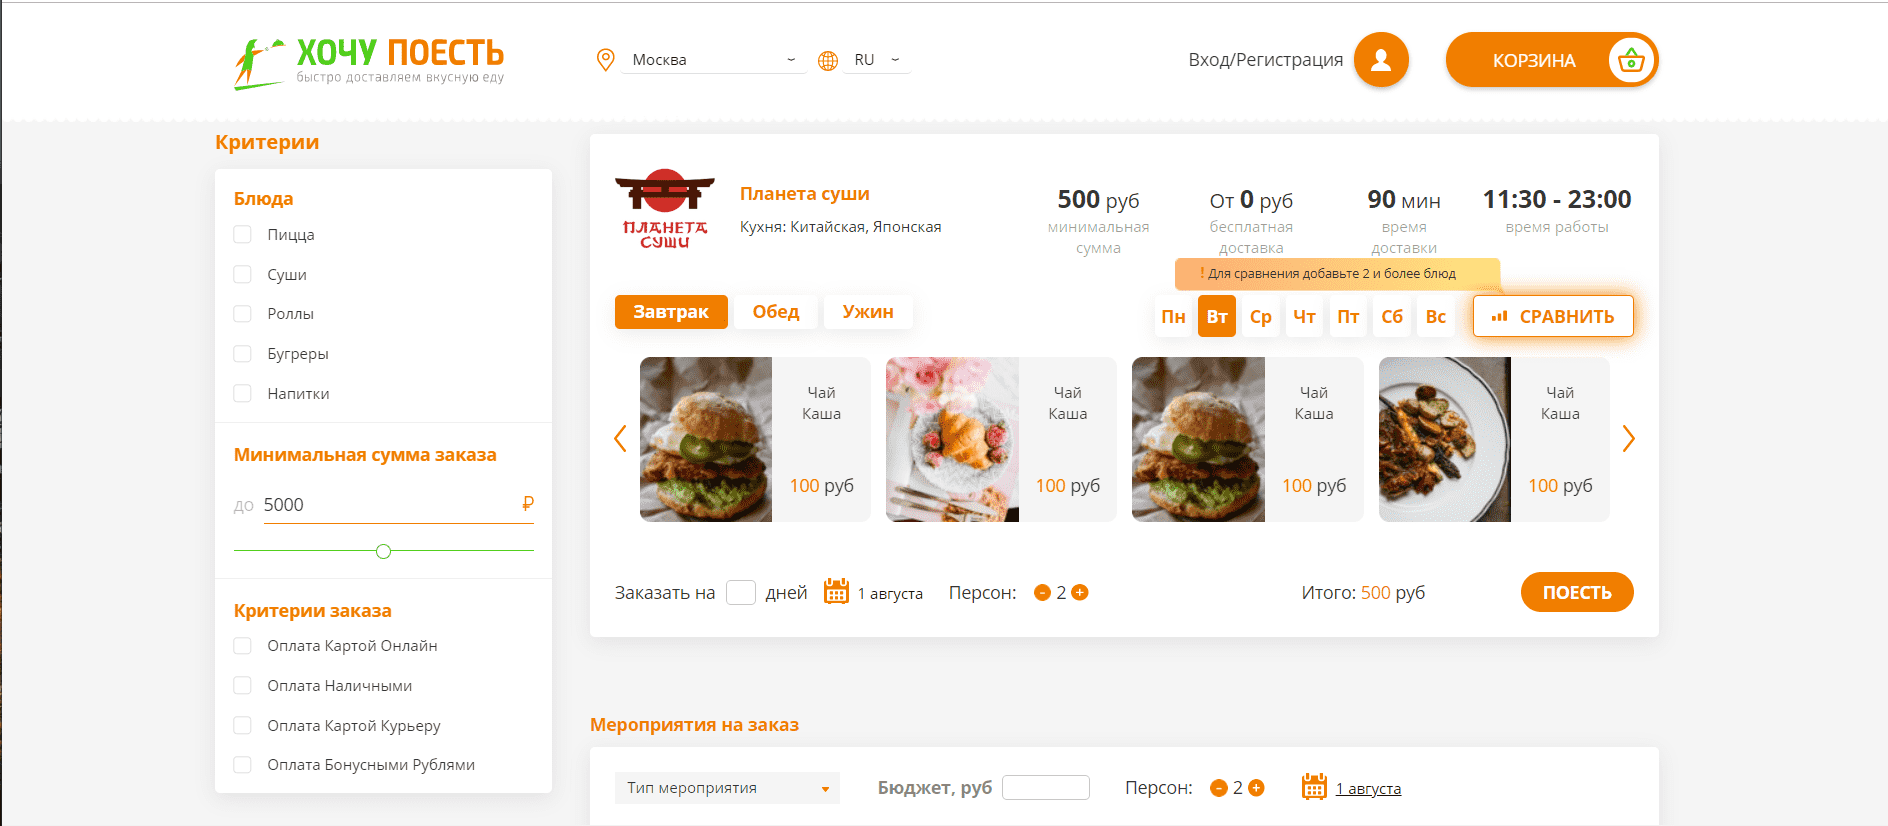 ХОЧУ ПОЕСТЬ
быстро доставляем вкусную еду
Москва
RU
Вход/Регистрация
КОРЗИНА
Критерии
Блюда
Пицца
Суши
Роллы
Бугреры
Напитки
Минимальная сумма заказа
до 5000 ₽
Критерии заказа
Оплата Картой Онлайн
Оплата Наличными
Оплата Картой Курьеру
Оплата Бонусными Рублями
ПЛАНЕТА
СУШИ
Планета суши
Кухня: Китайская, Японская
500 руб
минимальная
сумма
От 0 руб
бесплатная
доставка
90 мин
время
доставки
11:30 - 23:00
время работы
! Для сравнения добавьте 2 и более блюд
Завтрак Обед Ужин
Пн Вт Ср Чт Пт Сб Вс
СРАВНИТЬ
Чай
Каша
100 руб
Чай
Каша
100 руб
Чай
Каша
100 руб
Чай
Каша
100 руб
Заказать на дней 1 августа Персон: - 2 + Итого: 500 руб ПОЕСТЬ
Мероприятия на заказ
Тип мероприятия Бюджет, руб Персон: - 2 + 1 августа